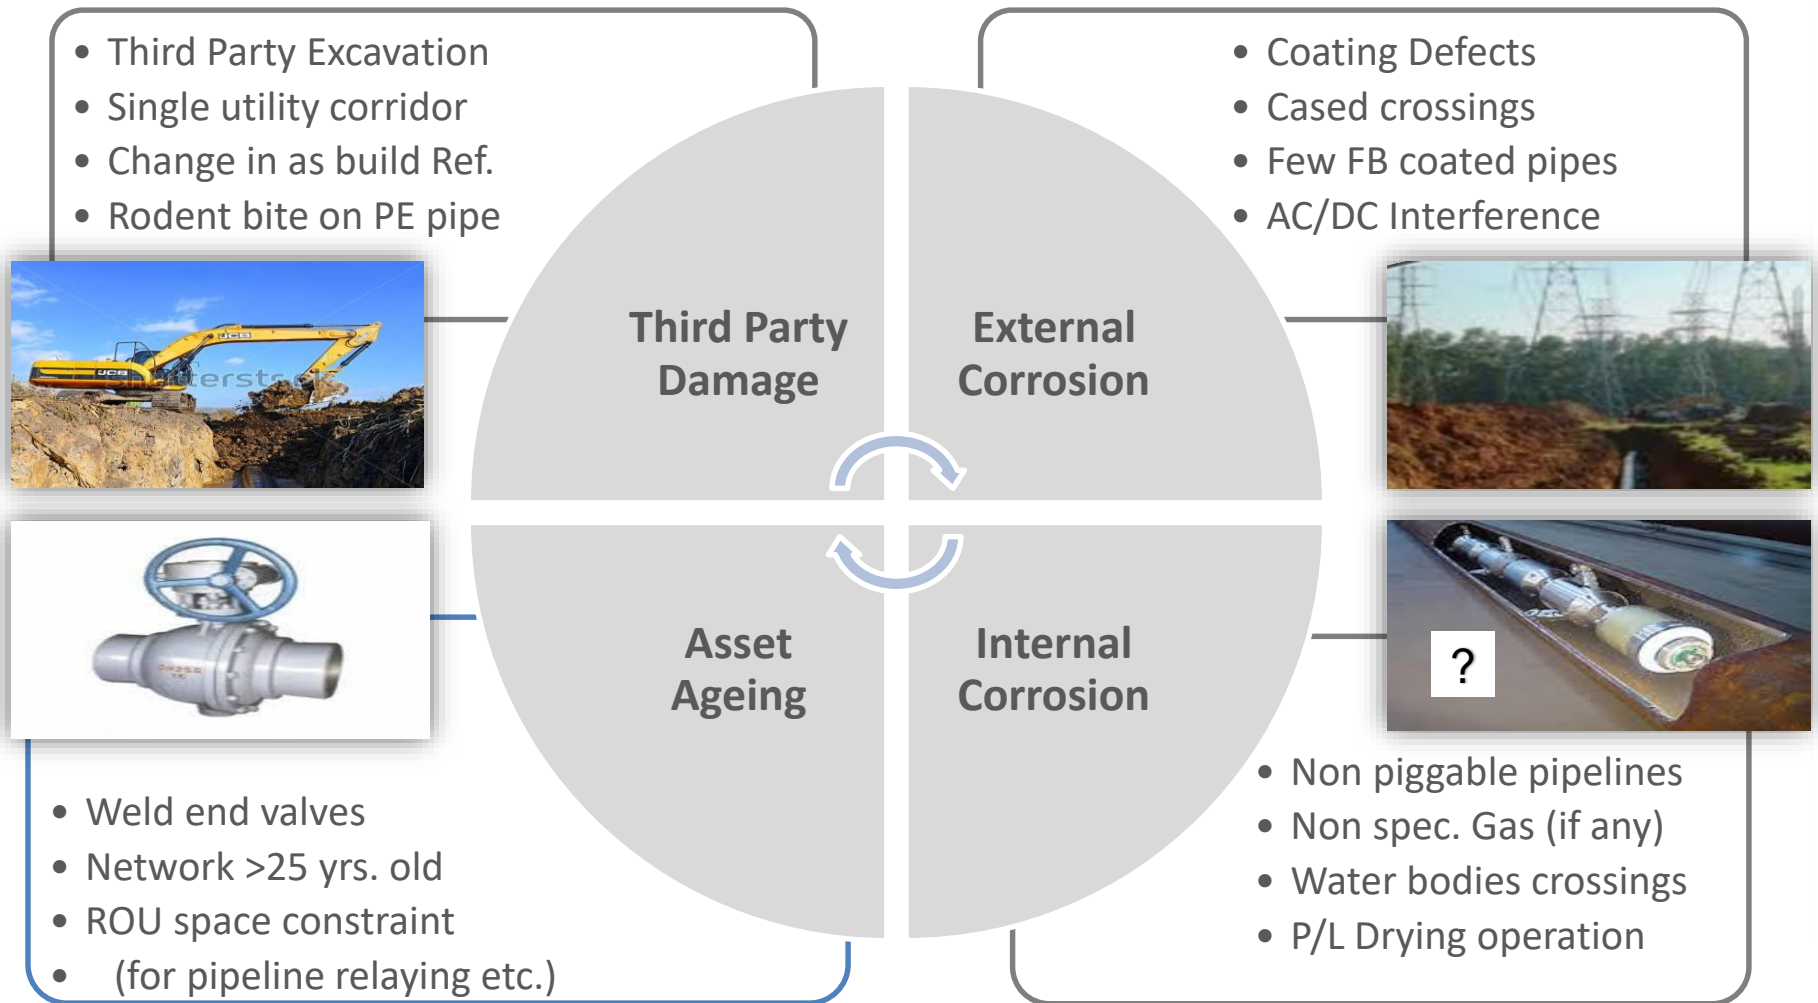 • Third Party Excavation
• Single utility corridor
• Change in as build Ref.
• Rodent bite on PE pipe
• Coating Defects
• Cased crossings
• Few FB coated pipes
• AC/DC Interference
Third Party
Damage
External
Corrosion
JCB
JCB
Asset
Ageing
Internal
Corrosion
?
• Weld end valves
• Network >25 yrs. old
• ROU space constraint
• (for pipeline relaying etc.)
• Non piggable pipelines
• Non spec. Gas (if any)
• Water bodies crossings
• P/L Drying operation